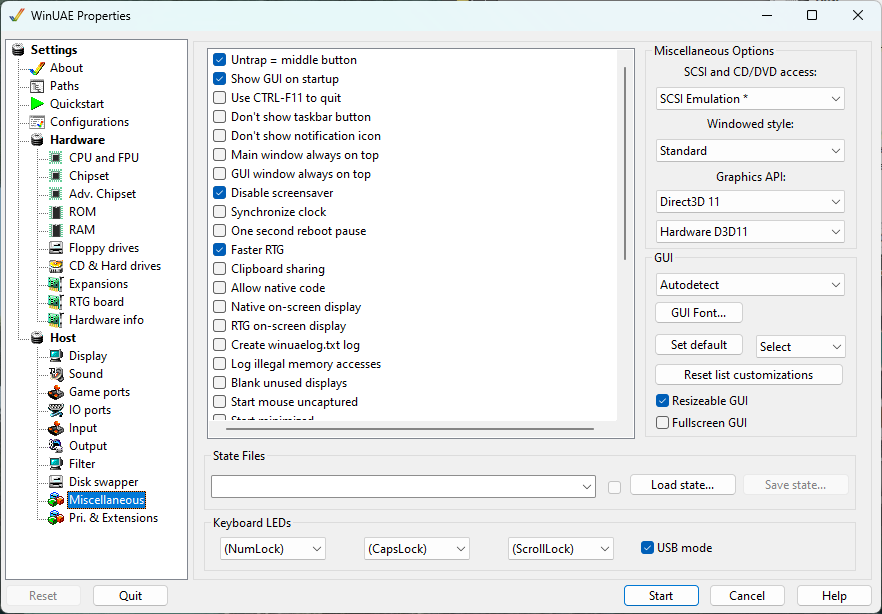 WinUAE Properties
Settings
About
Paths
Quickstart
Configurations
Hardware
CPU and FPU
Chipset
Adv. Chipset
ROM
RAM
Floppy drives
CD & Hard drives
Expansions
RTG board
Hardware info
Host
Display
Sound
Game ports
IO ports
Input
Output
Filter
Disk swapper
Miscellaneous
Pri. & Extensions
Untrap = middle button
Show GUI on startup
Use CTRL-F11 to quit
Don't show taskbar button
Don't show notification icon
Main window always on top
GUI window always on top
Disable screensaver
Synchronize clock
One second reboot pause
Faster RTG
Clipboard sharing
Allow native code
Native on-screen display
RTG on-screen display
Create winuaelog.txt log
Log illegal memory accesses
Blank unused displays
Start mouse uncaptured
Start minimized
Miscellaneous Options
SCSI and CD/DVD access:
SCSI Emulation *
Windowed style:
Standard
Graphics API:
Direct3D 11
Hardware D3D11
GUI
Autodetect
GUI Font...
Set default
Select
Reset list customizations
Resizeable GUI
Fullscreen GUI
State Files
Load state...
Save state...
Keyboard LEDs
(NumLock)
(CapsLock)
(ScrollLock)
USB mode
Reset
Quit
Start
Cancel
Help